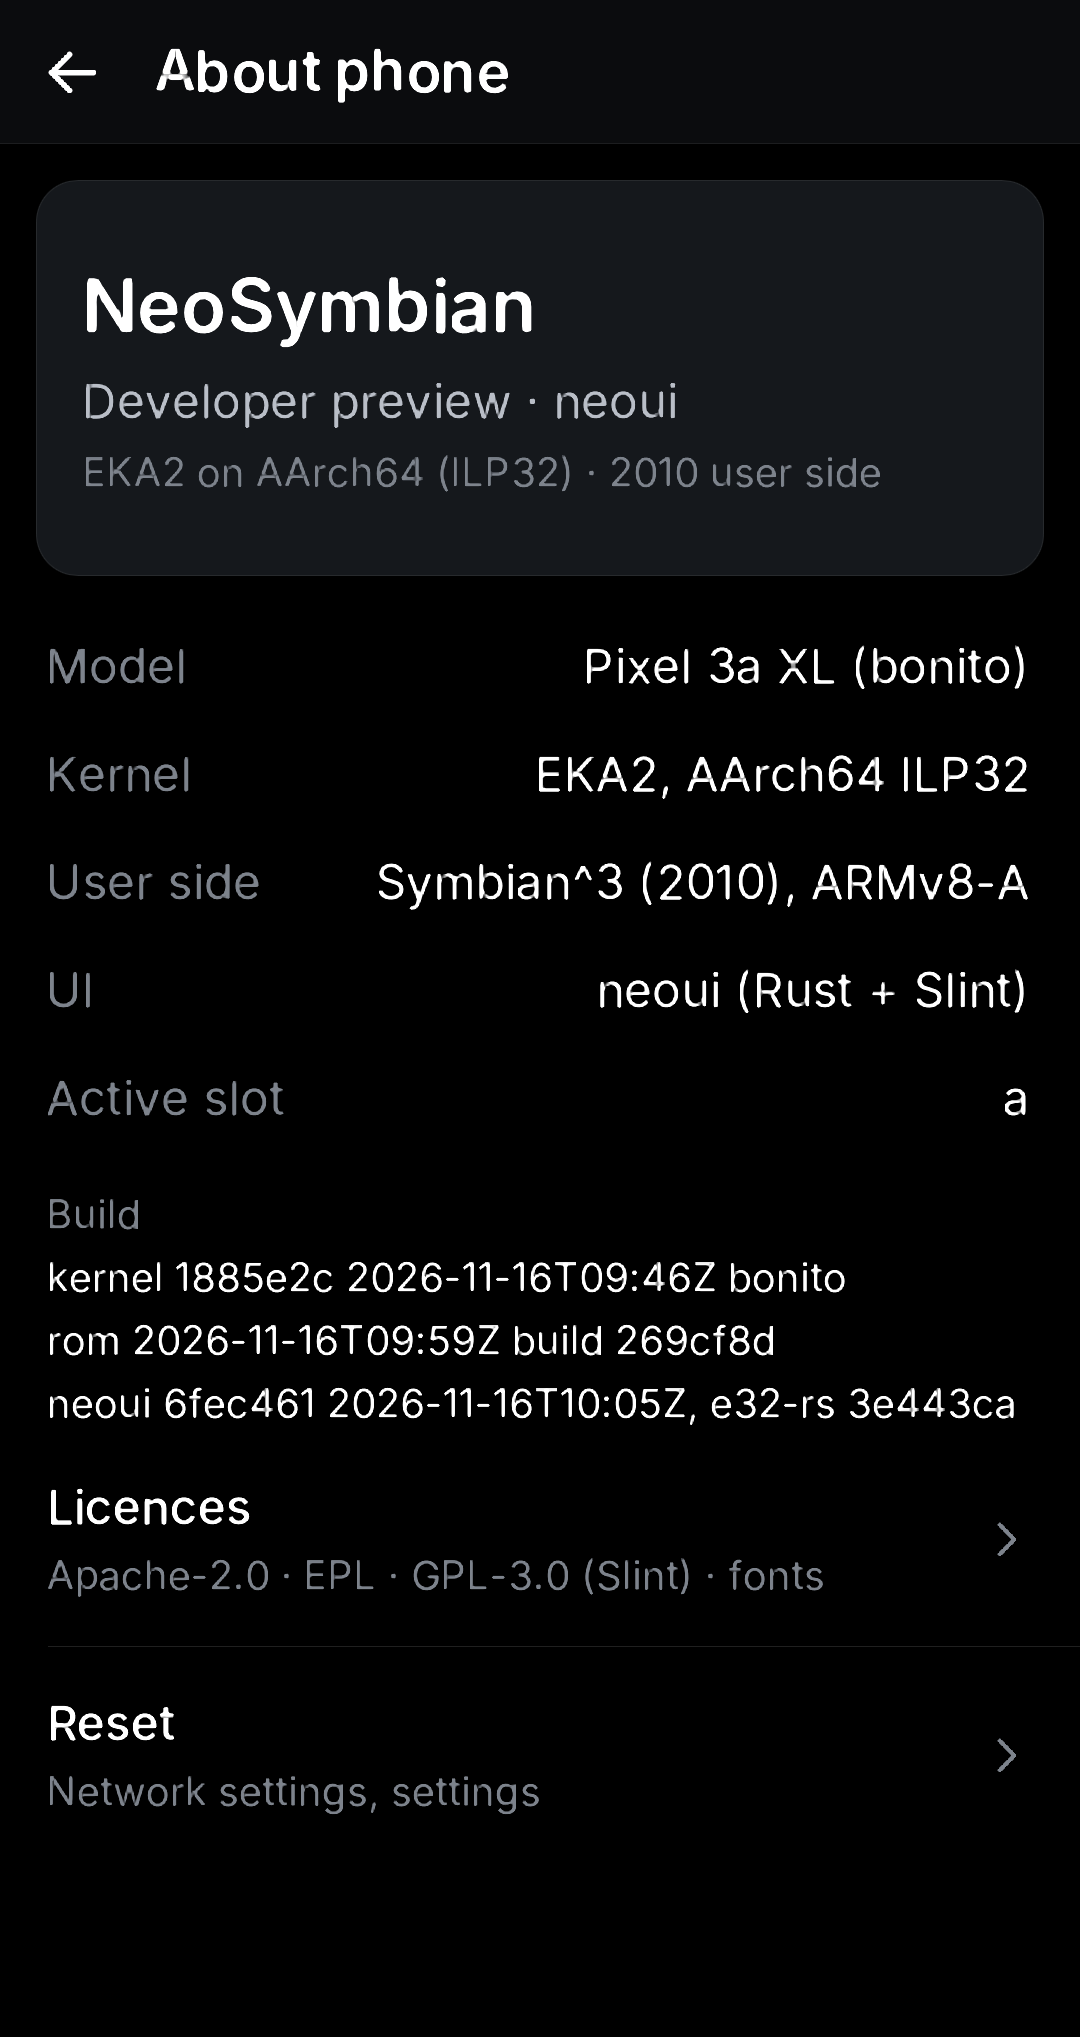 About phone
NeoSymbian
Developer preview · neoui
EKA2 on AArch64 (ILP32) · 2010 user side
Model Pixel 3a XL (bonito)
Kernel EKA2, AArch64 ILP32
User side Symbian^3 (2010), ARMv8-A
UI neoui (Rust + Slint)
Active slot a
Build
kernel 1885e2c 2026-11-16T09:46Z bonito
rom 2026-11-16T09:59Z build 269cf8d
neoui 6fec461 2026-11-16T10:05Z, e32-rs 3e443ca
Licences
Apache-2.0 · EPL · GPL-3.0 (Slint) · fonts
Reset
Network settings, settings